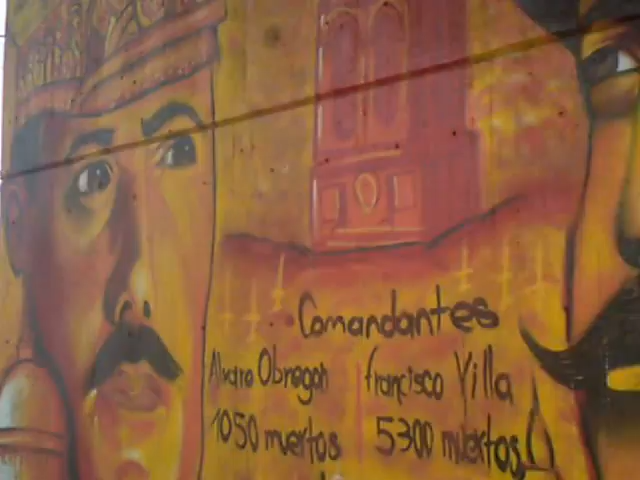 Comandantes
Alvaro Obregon francisco Villa
1050 muertos 5300 muertos